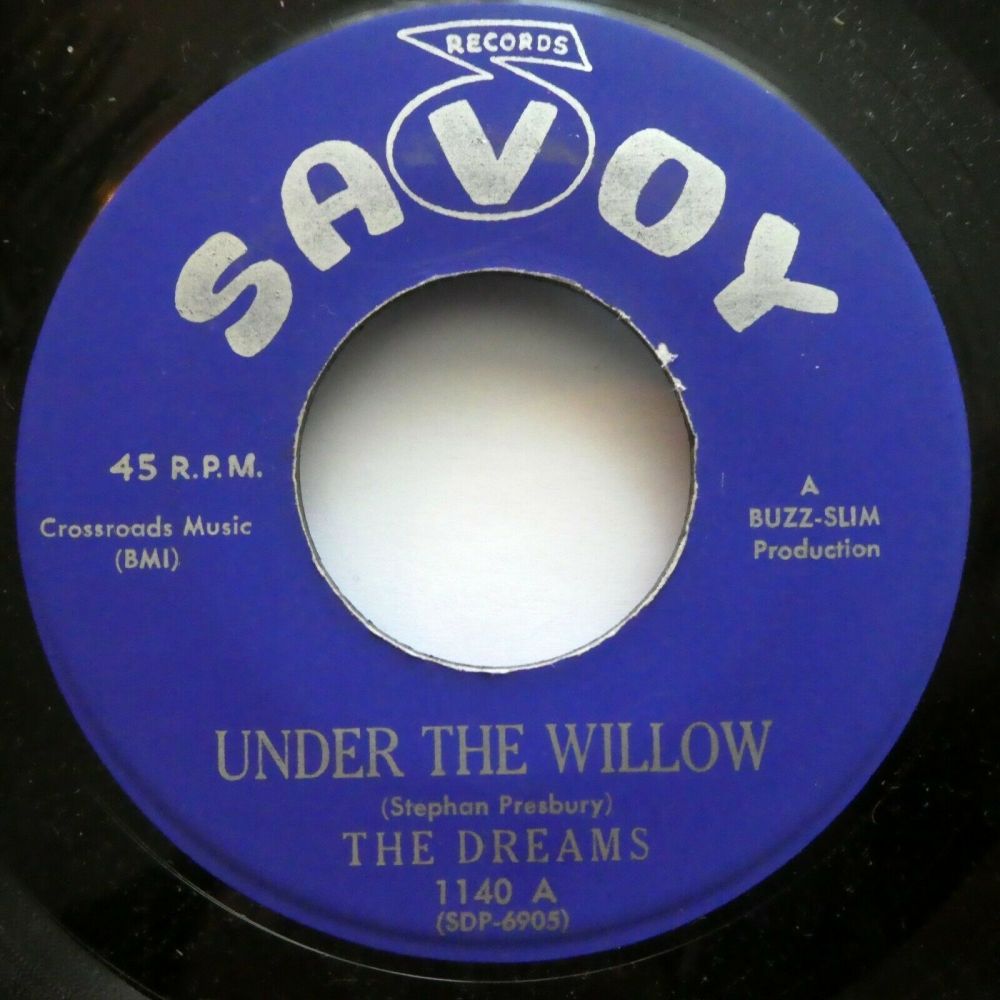 RECORDS
SAVOY
45 R.P.M.
Crossroads Music
(BMI)
A
BUZZ-SLIM
Production
UNDER THE WILLOW
(Stephan Presbury)
THE DREAMS
1140 A
(SDP-6905)